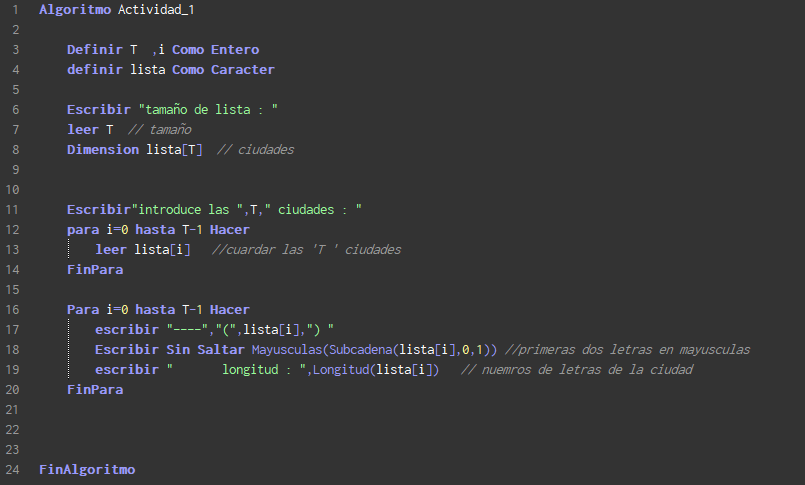 1 Algoritmo Actividad_1
2
3 Definir T ,i Como Entero
4 definir lista Como Caracter
5
6 Escribir "tamaño de lista : "
7 leer T // tamaño
8 Dimension lista[T] // ciudades
9
10
11 Escribir"introduce las ",T," ciudades : "
12 para i=0 hasta T-1 Hacer
13 leer lista[i] //cuardar las 'T ' ciudades
14 FinPara
15
16 Para i=0 hasta T-1 Hacer
17 escribir "----","(",lista[i],") "
18 Escribir Sin Saltar Mayusculas(Subcadena(lista[i],0,1)) //primeras dos letras en mayusculas
19 escribir "      longitud : ",Longitud(lista[i]) // nuemros de letras de la ciudad
20 FinPara
21
22
23
24 FinAlgoritmo